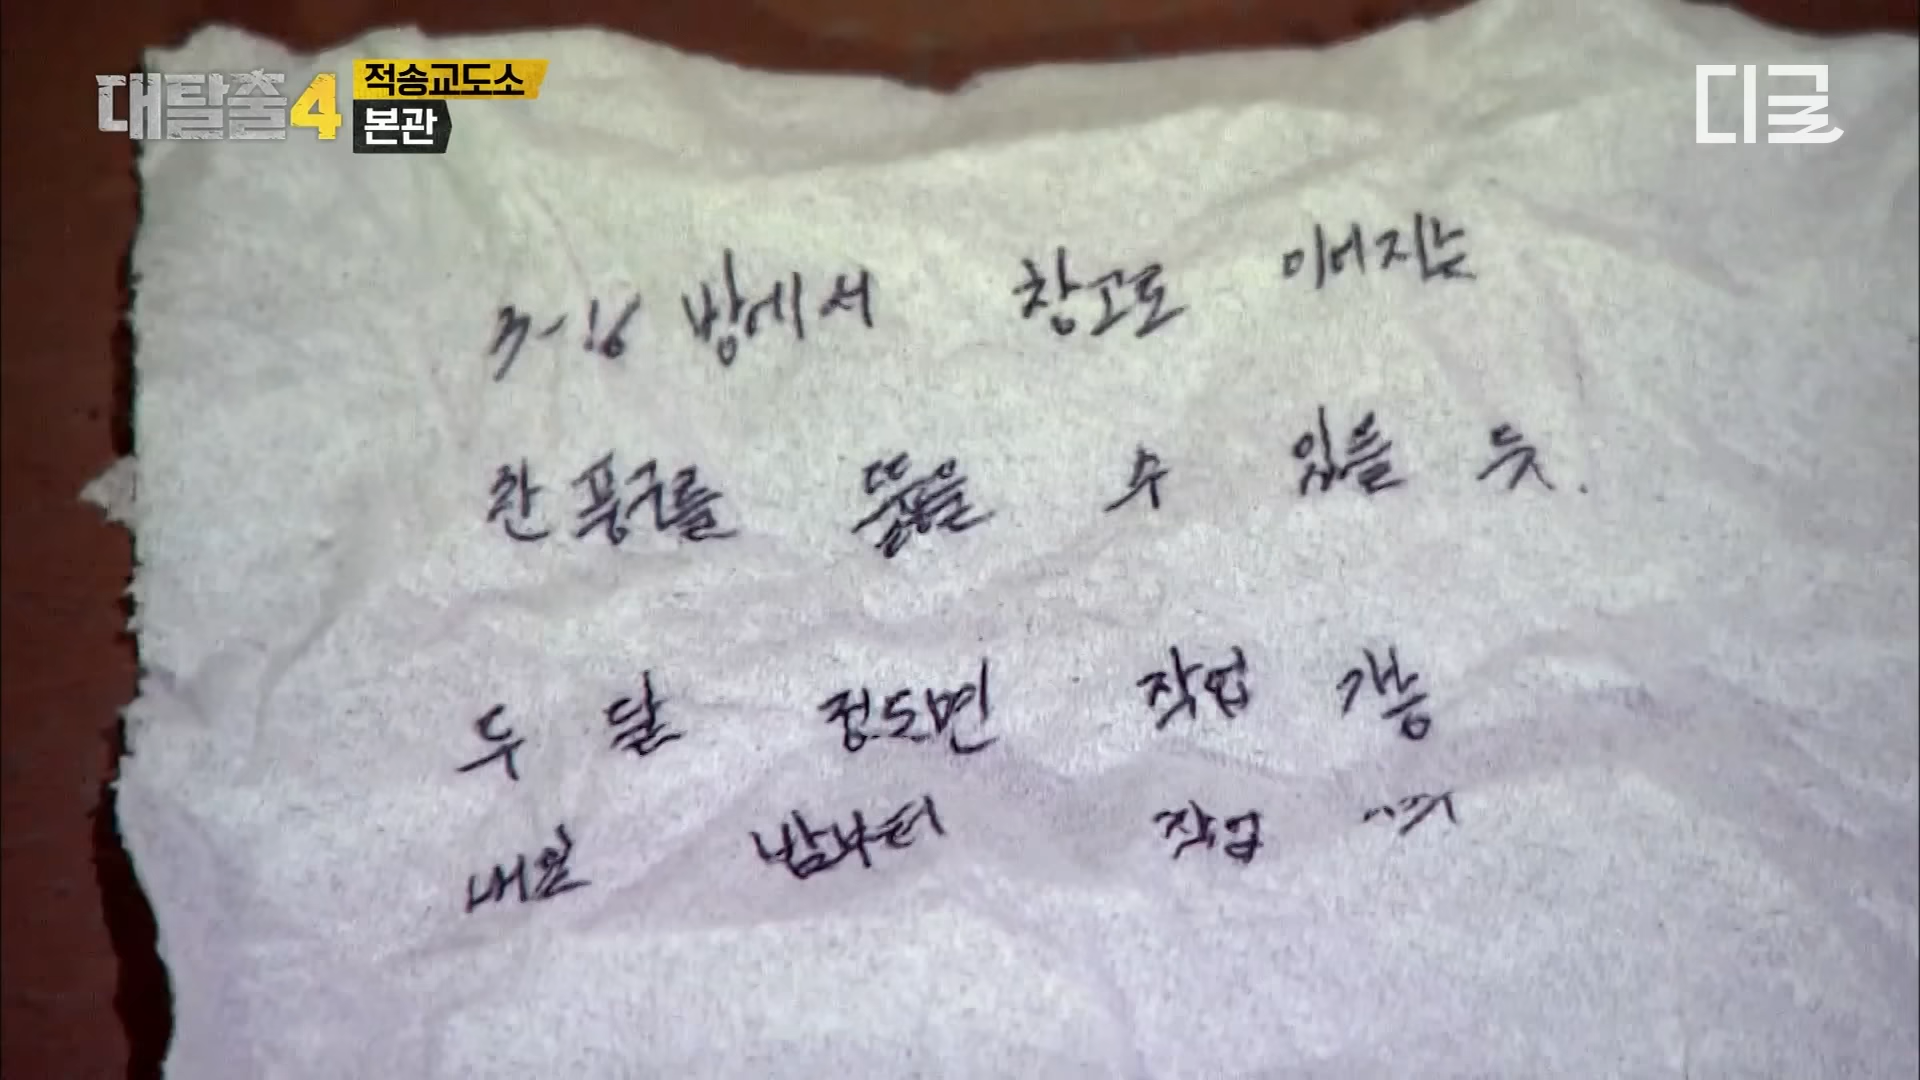 대탈출4
적송교도소
본관
디글
3-16 방에서 창고로 이어지는
환풍구를 뚫을 수 있을 듯.
두 달 정도면 작업 가능
내일 밤부터 작업